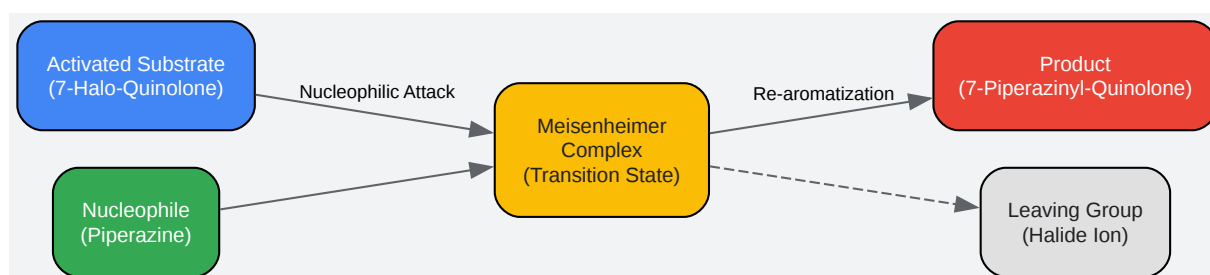 Activated Substrate
(7-Halo-Quinolone)
Nucleophilic Attack
Nucleophile
(Piperazine)
Meisenheimer
Complex
(Transition State)
Re-aromatization
Product
(7-Piperazinyl-Quinolone)
Leaving Group
(Halide Ion)